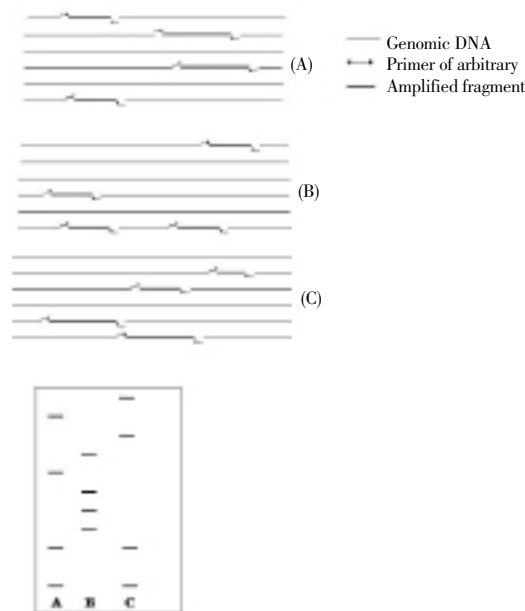 (A)
Genomic DNA
Primer of arbitrary
Amplified fragment
(B)
(C)
A B C